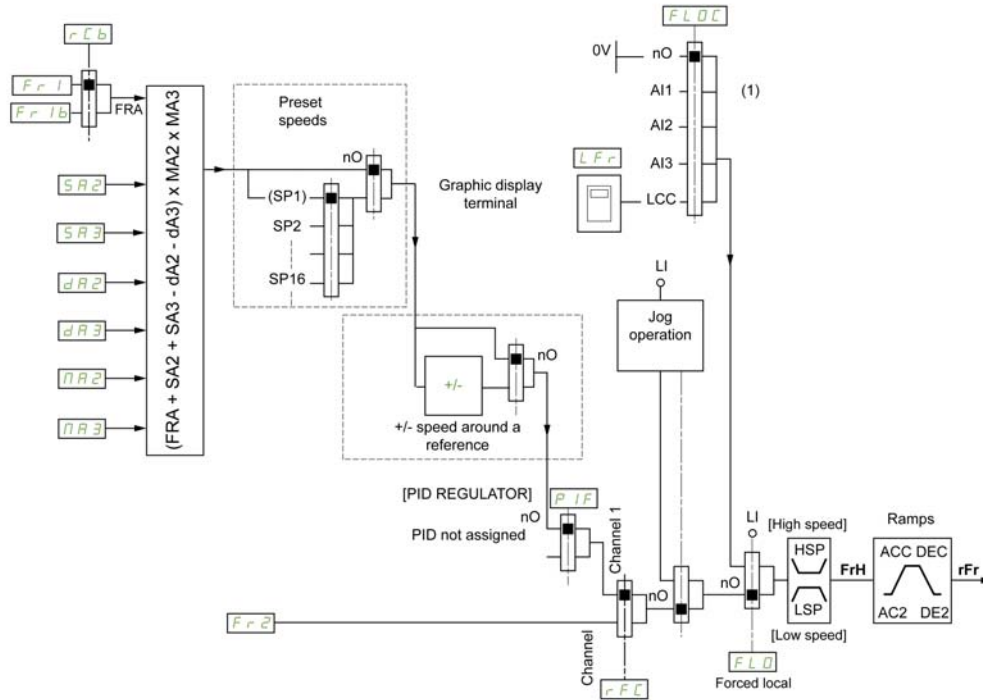 rCb
Fr1
Fr1b
FRA
SA2
SA3
dA2
dA3
MA2
MA3
(FRA + SA2 + SA3 - dA2 - dA3) x MA2 x MA3
Preset
speeds
nO
(SP1)
SP2
SP16
+/-
nO
+/- speed around a
reference
[PID REGULATOR]
PIF
nO
PID not assigned
Channel 1
Fr2
Channel
rFC
FLOC
0V
nO
AI1
(1)
AI2
AI3
LFr
LCC
Graphic display
terminal
LI
Jog
operation
nO
LI
nO
FLO
Forced local
[High speed]
HSP
LSP
[Low speed]
FrH
Ramps
ACC DEC
AC2 DE2
rFr